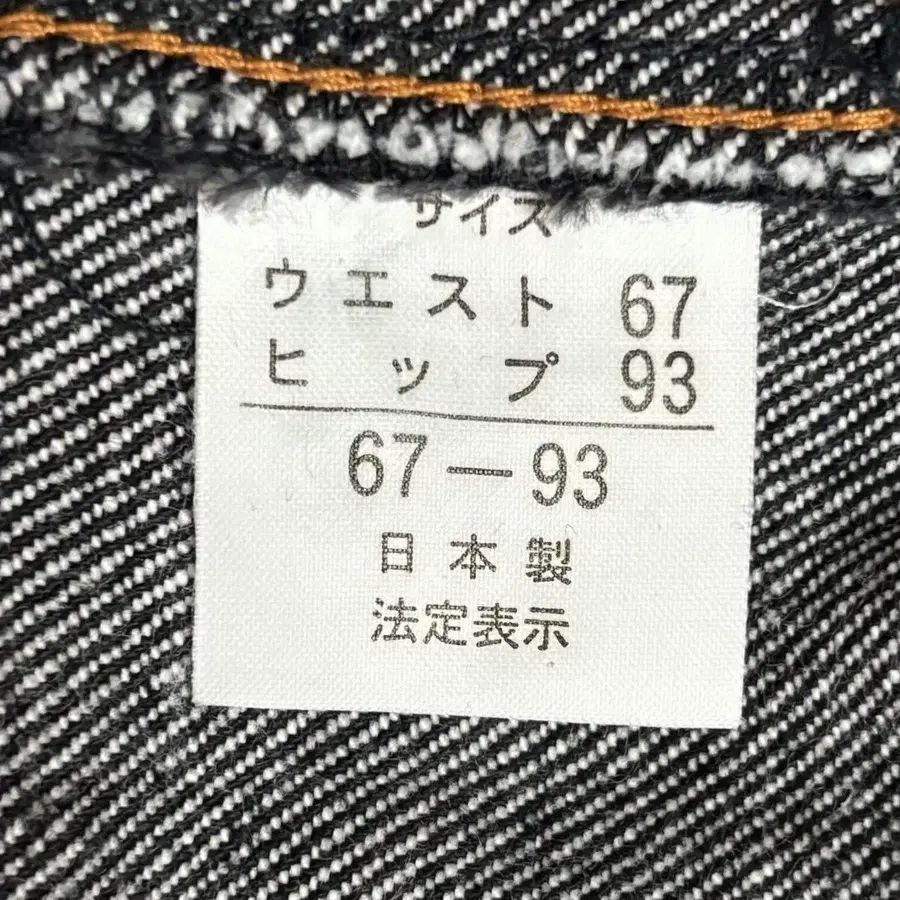 サイズ
ウエスト 67
ヒップ 93
67－93
日本製
法定表示